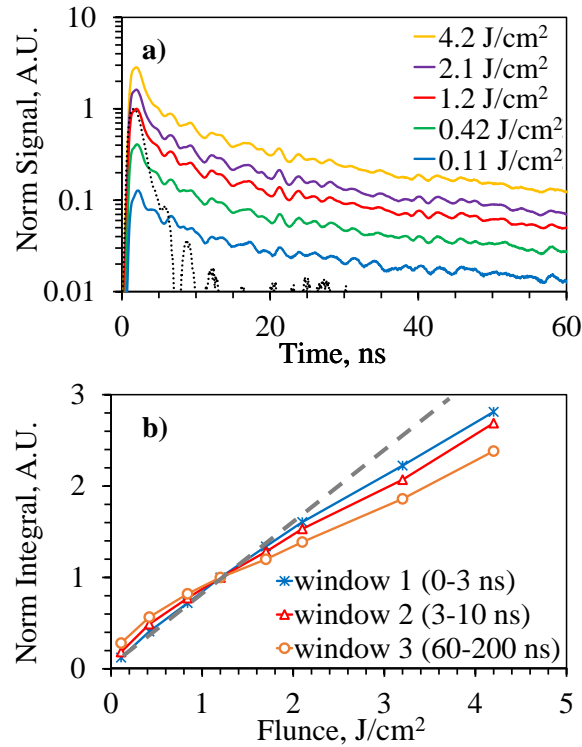 a)
4.2 J/cm²
2.1 J/cm²
1.2 J/cm²
0.42 J/cm²
0.11 J/cm²
Norm Signal, A.U.
10
1
0.1
0.01
0 20 40 60
Time, ns
b)
Norm Integral, A.U.
3
2
1
0
window 1 (0-3 ns)
window 2 (3-10 ns)
window 3 (60-200 ns)
0 1 2 3 4 5
Flunce, J/cm²